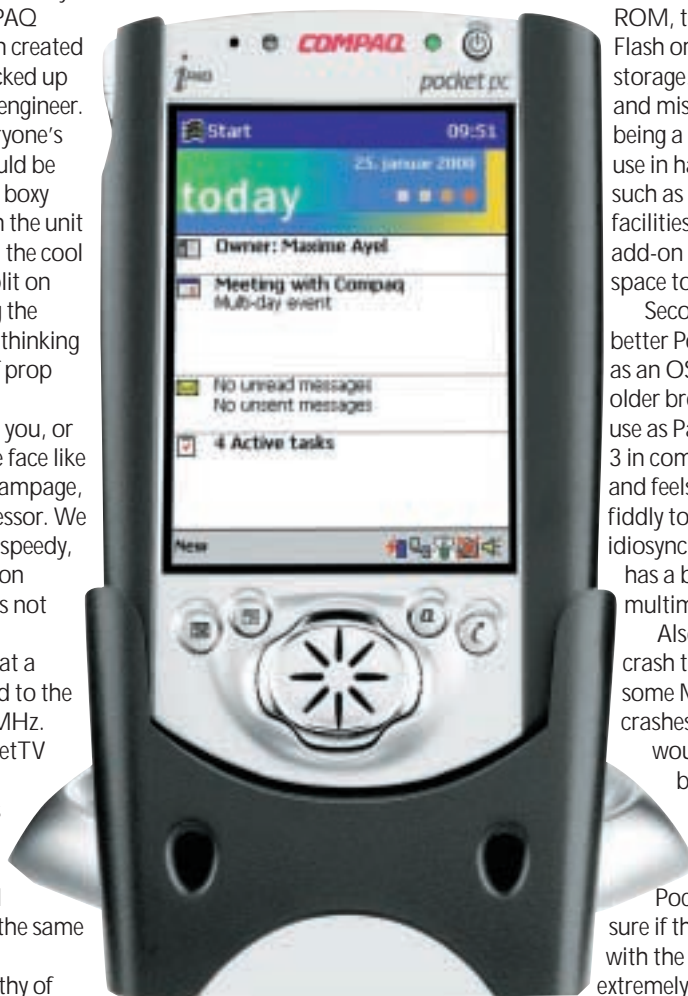 PAQ
n created
cked up
engineer.
ryone's
uld be
boxy
n the unit
the cool
plit on
g the
thinking
f prop
you, or
e face like
ampage,
essor. We
speedy,
on
s not
at a
d to the
MHz.
etTV
the same
thy of
COMPAQ
iPAQ
pocket pc
Start 09:51
25. januar 2000
today
Owner: Maxime Ayel
Meeting with Compaq
Multi-day event
No unread messages
No unsent messages
4 Active tasks
New
ROM, t
Flash or
storage
and mis
being a
use in ha
such as
facilities
add-on
space to
Seco
better Po
as an OS
older bre
use as Pa
3 in com
and feels
fiddly to
idiosync
has a b
multim
Also
crash t
some M
crashes
wou
b
Poc
sure if th
with the
extremely